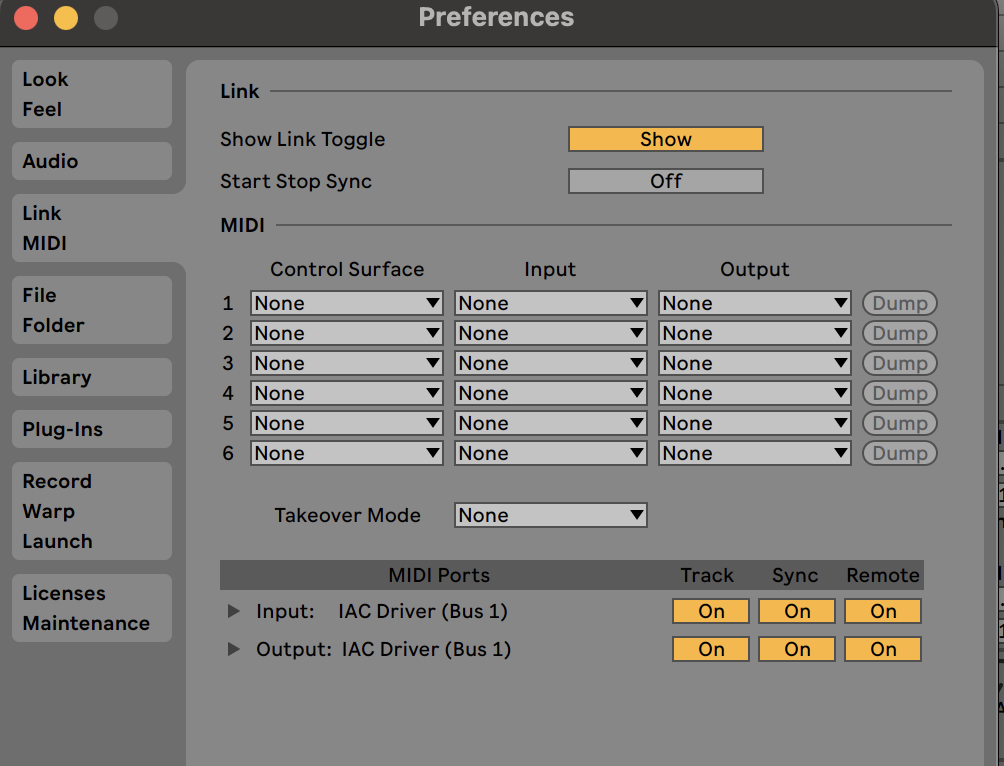 Preferences
Look
Feel
Audio
Link
MIDI
File
Folder
Library
Plug-Ins
Record
Warp
Launch
Licenses
Maintenance
Link
Show Link Toggle Show
Start Stop Sync Off
MIDI
Control Surface Input Output
1 None None None Dump
2 None None None Dump
3 None None None Dump
4 None None None Dump
5 None None None Dump
6 None None None Dump
Takeover Mode None
MIDI Ports Track Sync Remote
Input: IAC Driver (Bus 1) On On On
Output: IAC Driver (Bus 1) On On On